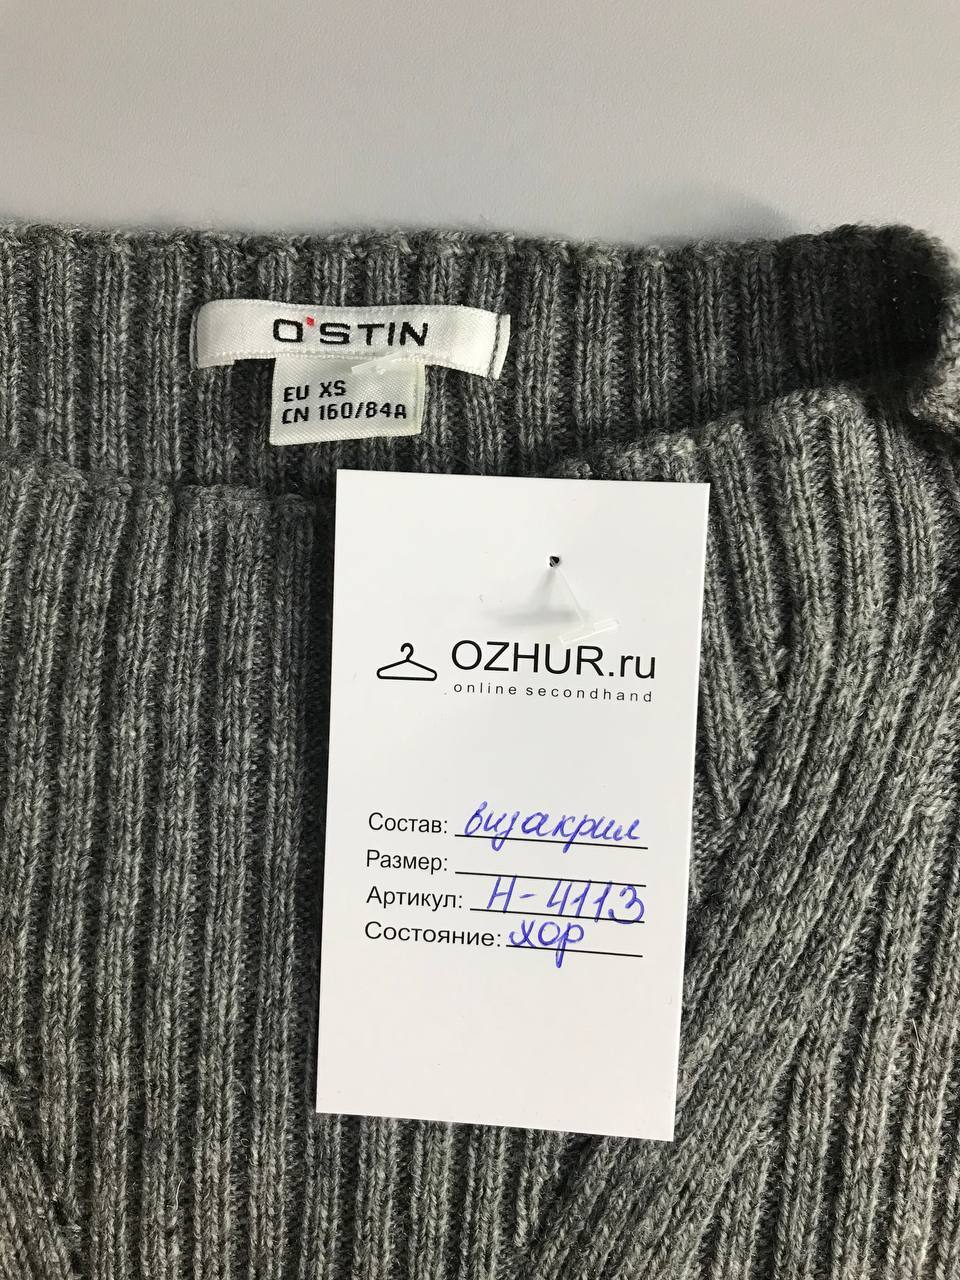 O'STIN
EU XS
CN 160/84A
OZHUR.ru
online secondhand
Состав: визакрил
Размер:
Артикул: Н-4113
Состояние: хор